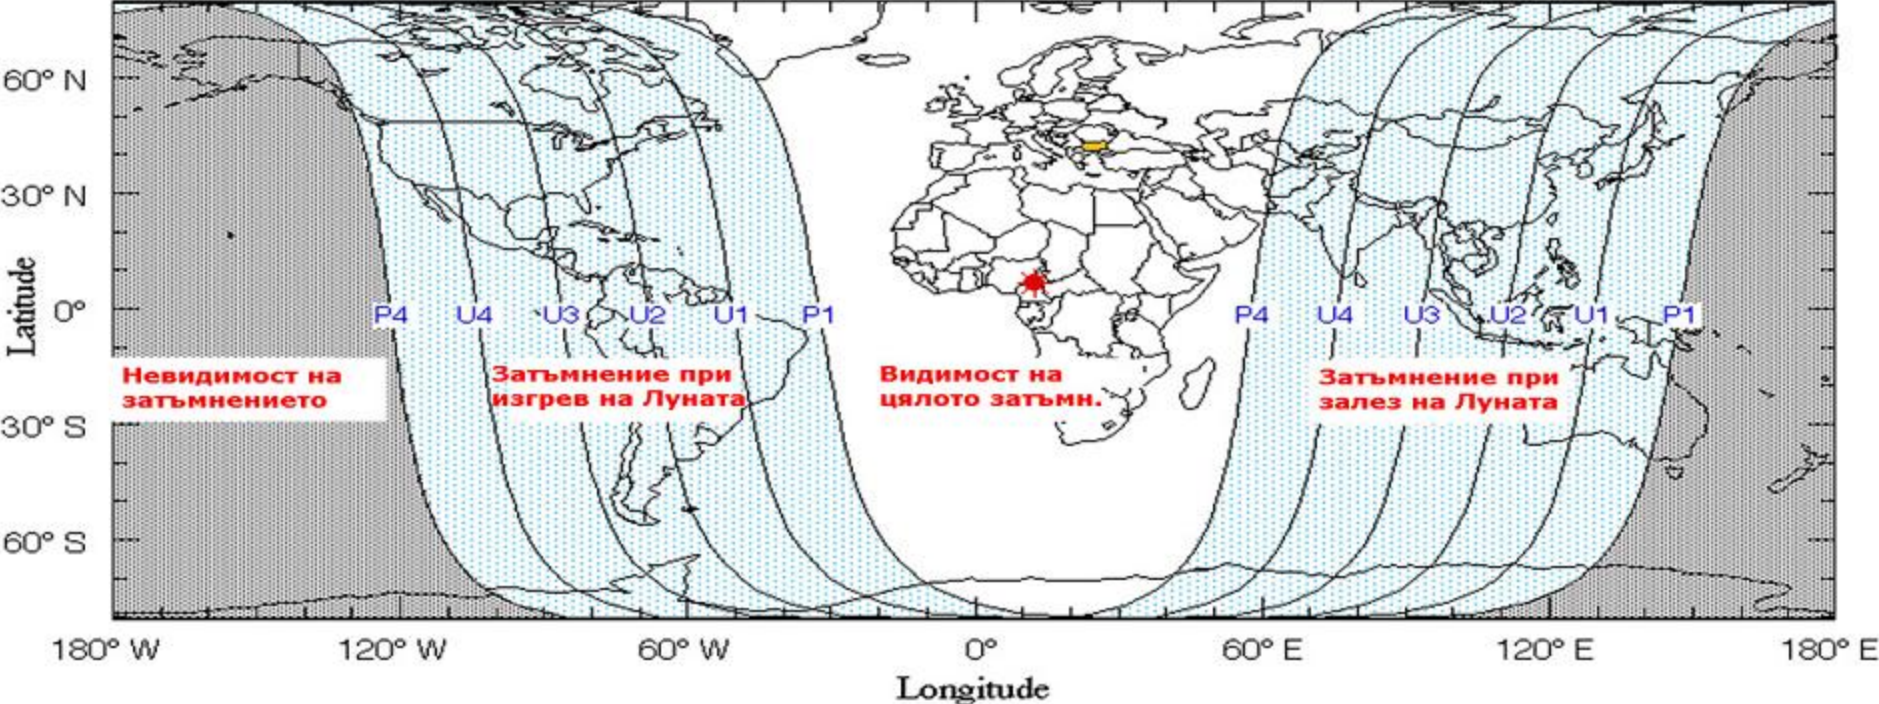 60° N
30° N
0°
30° S
60° S
Latitude
P4 U4 U3 U2 U1 P1 P4 U4 U3 U2 U1 P1
Невидимост на
затъмнението
Затъмнение при
изгрев на Луната
Видимост на
цялото затъмн.
Затъмнение при
залез на Луната
180° W 120° W 60° W 0° 60° E 120° E 180° E
Longitude